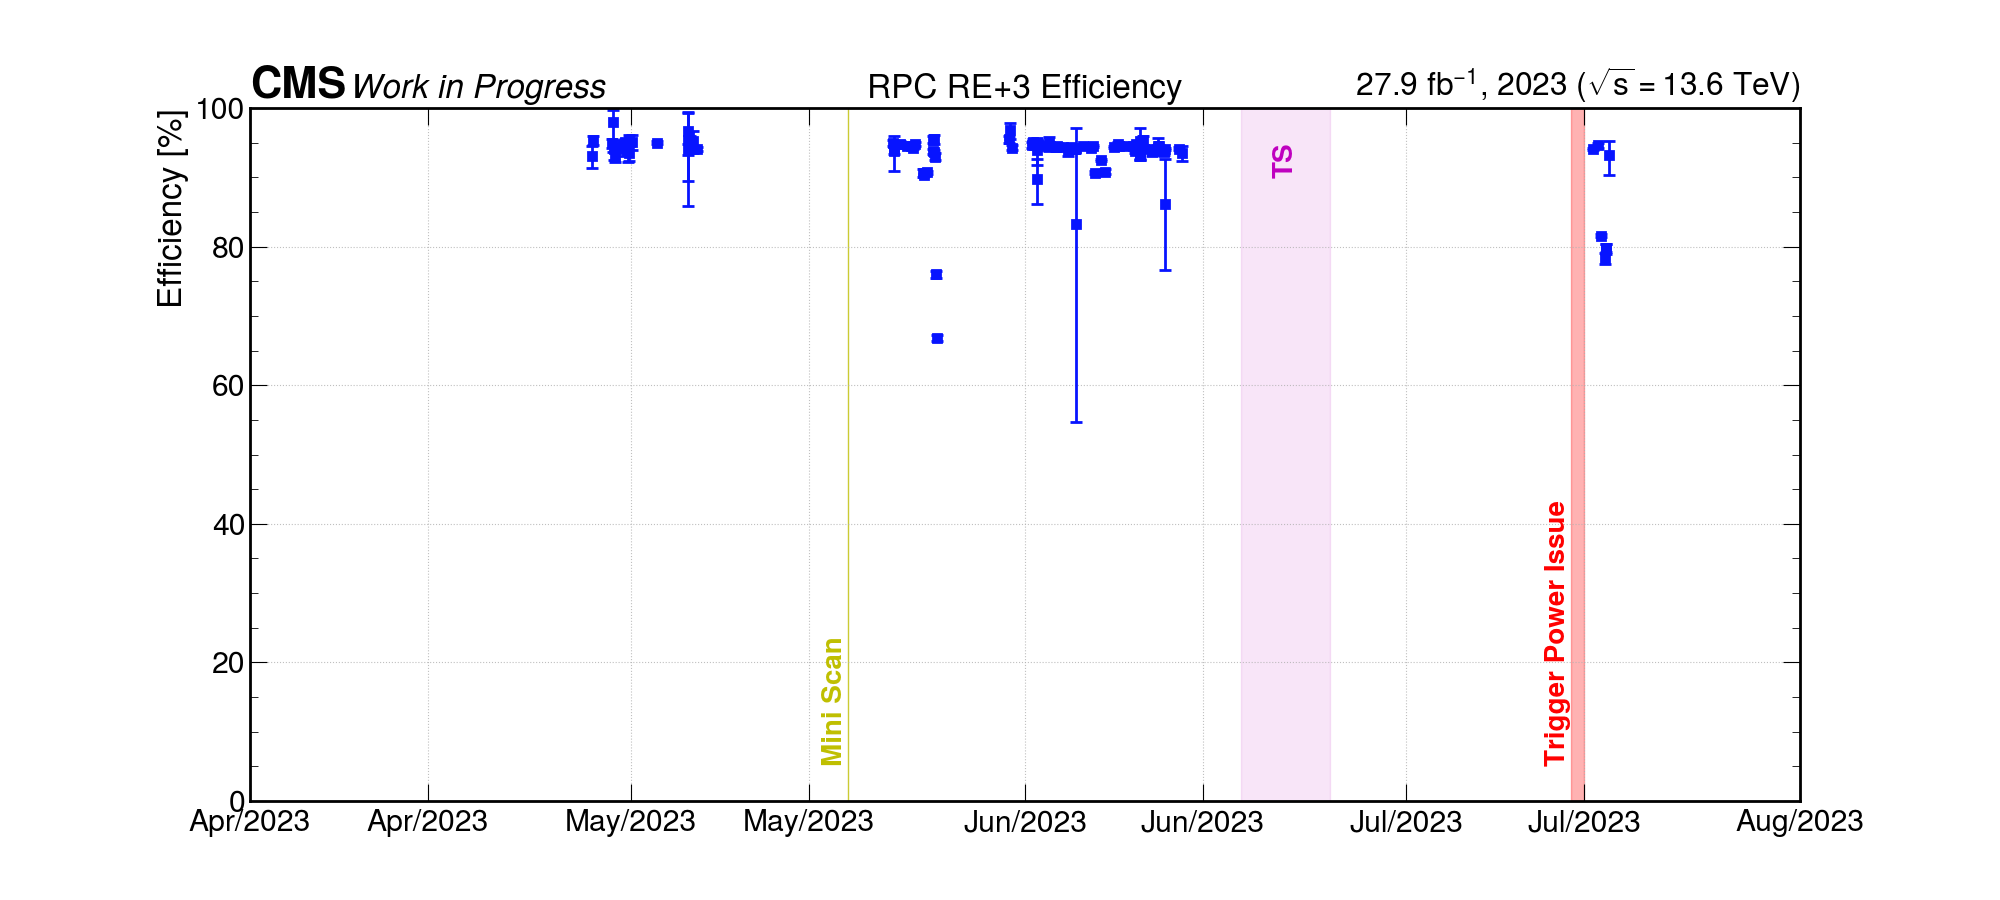 CMS Work in Progress
RPC RE+3 Efficiency
27.9 fb⁻¹, 2023 (√s = 13.6 TeV)
Efficiency [%]
100
80
60
40
20
0
Mini Scan
TS
Trigger Power Issue
Apr/2023 Apr/2023 May/2023 May/2023 Jun/2023 Jun/2023 Jul/2023 Jul/2023 Aug/2023